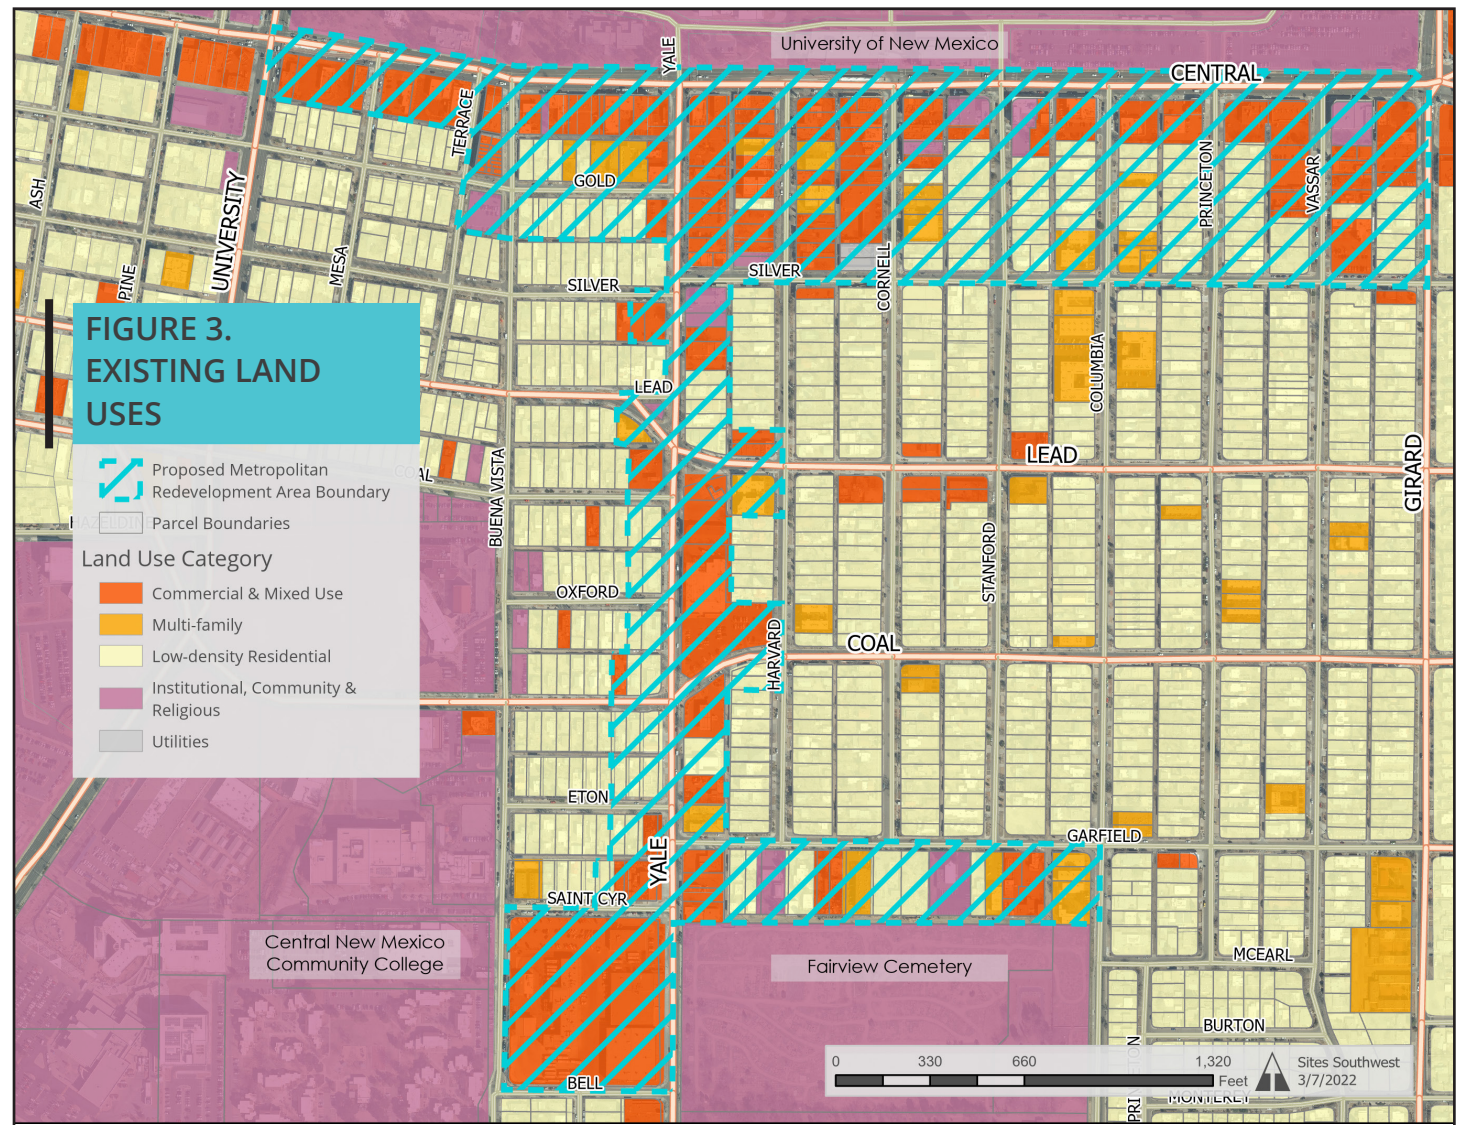 University of New Mexico
YALE
CENTRAL
TERRACE
GOLD
ASH
UNIVERSITY
PRINCETON
VASSAR
PINE
MESA
SILVER
SILVER
CORNELL
FIGURE 3.
EXISTING LAND
USES
LEAD
COLUMBIA
LEAD
GIRARD
Proposed Metropolitan
Redevelopment Area Boundary
COAL
BUENA VISTA
HAZELDINE
Parcel Boundaries
Land Use Category
Commercial & Mixed Use
Multi-family
Low-density Residential
Institutional, Community &
Religious
Utilities
OXFORD
STANFORD
HARVARD
COAL
ETON
GARFIELD
YALE
SAINT CYR
Central New Mexico
Community College
Fairview Cemetery
MCEARL
BURTON
BELL
PRINCETON
MONTEREY
0 330 660 1,320
Feet
Sites Southwest
3/7/2022